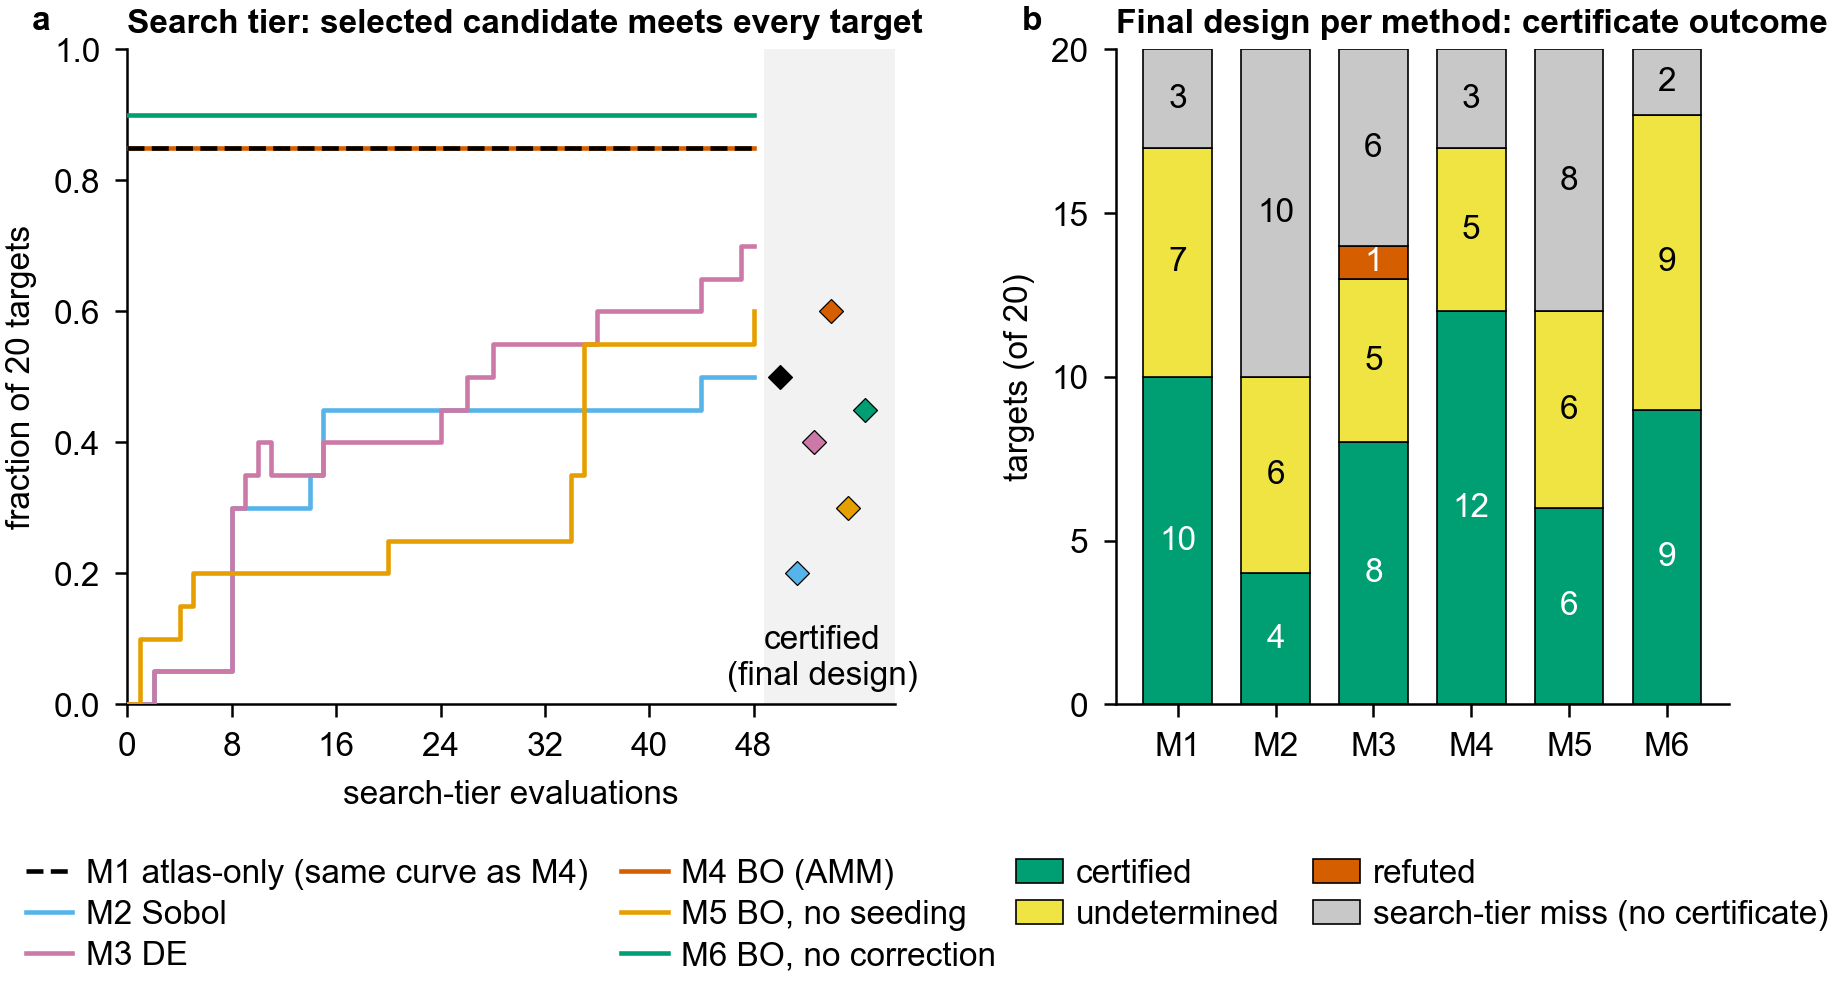 a
Search tier: selected candidate meets every target
1.0
0.8
0.6
0.4
0.2
0.0
fraction of 20 targets
0
8
16
24
32
40
48
search-tier evaluations
certified
(final design)
b
Final design per method: certificate outcome
20
15
10
5
0
targets (of 20)
3
7
10
10
6
4
6
1
5
8
3
5
12
8
6
6
2
9
9
M1
M2
M3
M4
M5
M6
M1 atlas-only (same curve as M4)
M2 Sobol
M3 DE
M4 BO (AMM)
M5 BO, no seeding
M6 BO, no correction
certified
undetermined
refuted
search-tier miss (no certificate)